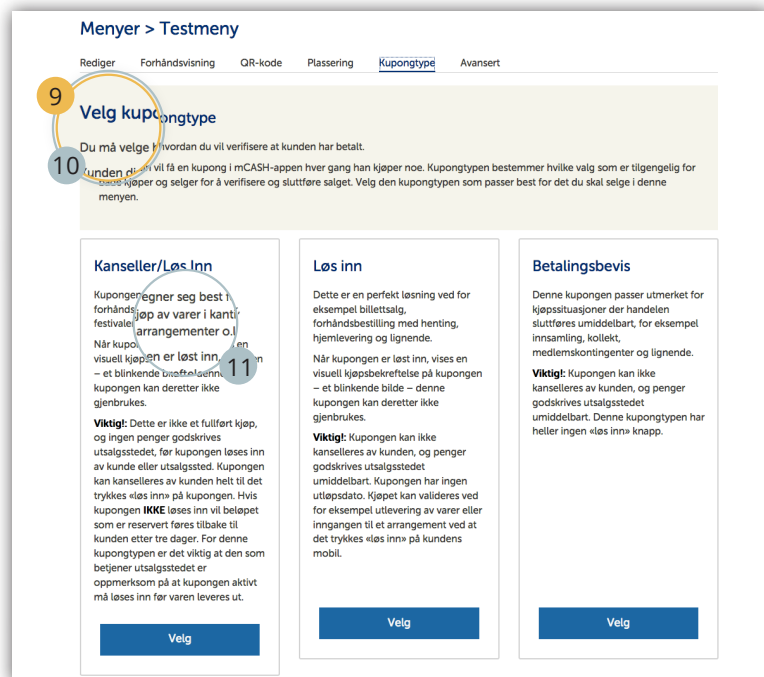 Menyer > Testmeny
Rediger Forhåndsvisning QR-kode Plassering Kupongtype Avansert
9
Velg kupongtype
Du må velge hvordan du vil verifisere at kunden har betalt.
10
Kunden din vil få en kupong i mCASH-appen hver gang han kjøper noe. Kupongtypen bestemmer hvilke valg som er tilgjengelig for
både kjøper og selger for å verifisere og sluttføre salget. Velg den kupongtypen som passer best for det du skal selge i denne
menyen.
Kanseller/Løs Inn
Kupongen egner seg best
forhånds kjøp av varer i
festivaler arrangementer o.l
Når kupongen er løst inn, en
visuell kjøpsbekreftelse
– et blinkende
11
kupongen kan deretter ikke
gjenbrukes.
Viktig!: Dette er ikke et fullført kjøp,
og ingen penger godskrives
utsalgsstedet, før kupongen løses inn
av kunde eller utsalgssted. Kupongen
kan kanselleres av kunden helt til det
trykkes «løs inn» på kupongen. Hvis
kupongen IKKE løses inn vil beløpet
som er reservert føres tilbake til
kunden etter tre dager. For denne
kupongtypen er det viktig at den som
betjener utsalgsstedet er
oppmerksom på at kupongen aktivt
må løses inn før varen leveres ut.
Velg
Løs inn
Dette er en perfekt løsning ved for
eksempel billettsalg,
forhåndsbestilling med henting,
hjemlevering og lignende.
Når kupongen er løst inn, vises en
visuell kjøpsbekreftelse på kupongen
– et blinkende bilde – denne
kupongen kan deretter ikke
gjenbrukes.
Viktig!: Kupongen kan ikke
kanselleres av kunden, og penger
godskrives utsalgsstedet
umiddelbart. Kupongen har ingen
utløpsdato. Kjøpet kan valideres ved
for eksempel utlevering av varer eller
inngangen til et arrangement ved at
det trykkes «løs inn» på kundens
mobil.
Velg
Betalingsbevis
Denne kupongen passer utmerket for
kjøpssituasjoner der handelen
sluttføres umiddelbart, for eksempel
innsamling, kollekt,
medlemskontingenter og lignende.
Viktig!: Kupongen kan ikke
kanselleres av kunden, og penger
godskrives utsalgsstedet
umiddelbart. Denne kupongtypen har
heller ingen «løs inn» knapp.
Velg